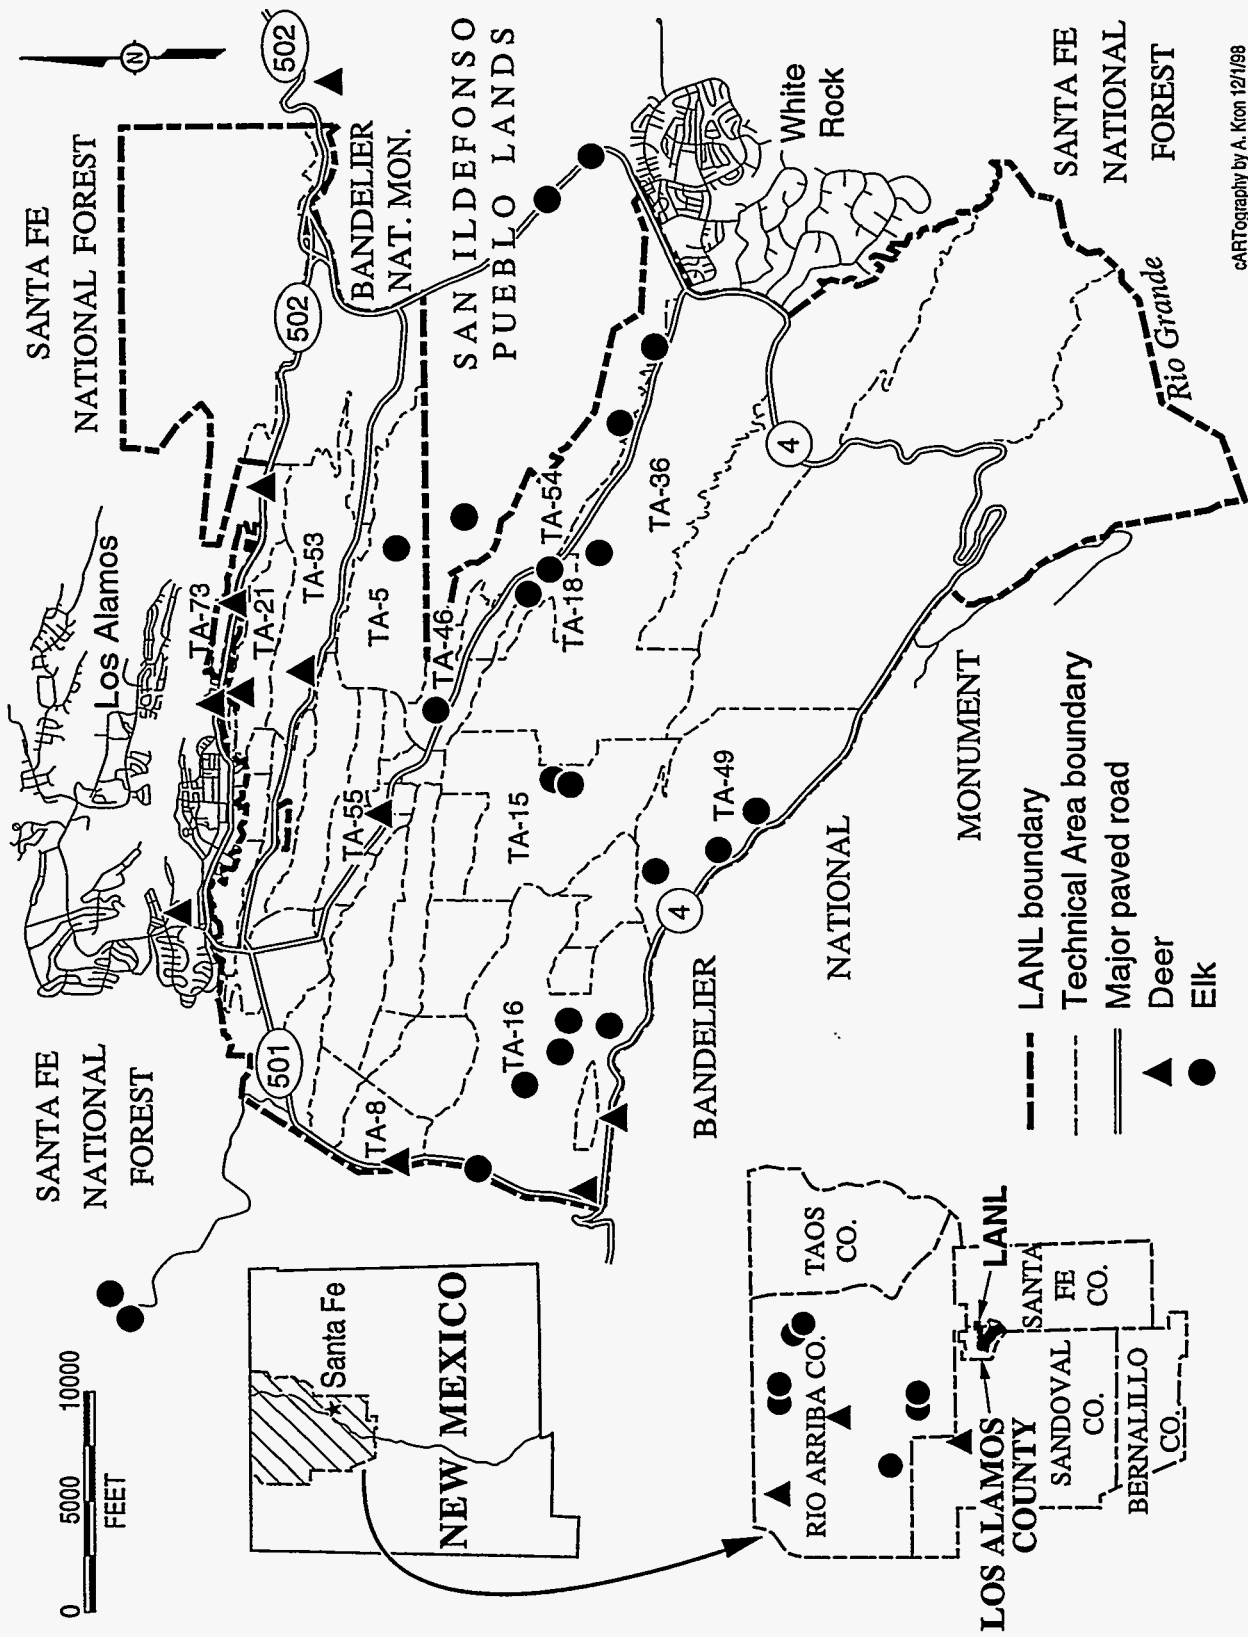 SANTA FE
NATIONAL
FOREST
Los Alamos
SANTA FE
NATIONAL FOREST
N
502
502
501
TA-73
TA-21
TA-53
TA-5
TA-46
TA-55
TA-8
BANDELIER
NAT. MON.
SAN ILDEFONSO
PUEBLO LANDS
TA-16
TA-15
TA-18
TA-54
TA-36
TA-49
White
Rock
4
4
BANDELIER
NATIONAL
MONUMENT
SANTA FE
NATIONAL
FOREST
Rio Grande
0 5000 10000
FEET
Santa Fe
NEW MEXICO
TAOS
CO.
RIO ARRIBA CO.
LANL
SANTA
FE
CO.
SANDOVAL
CO.
LOS ALAMOS
COUNTY
BERNALILLO
CO.
LANL boundary
Technical Area boundary
Major paved road
Deer
Elk
cARTography by A. Kron 12/1/98